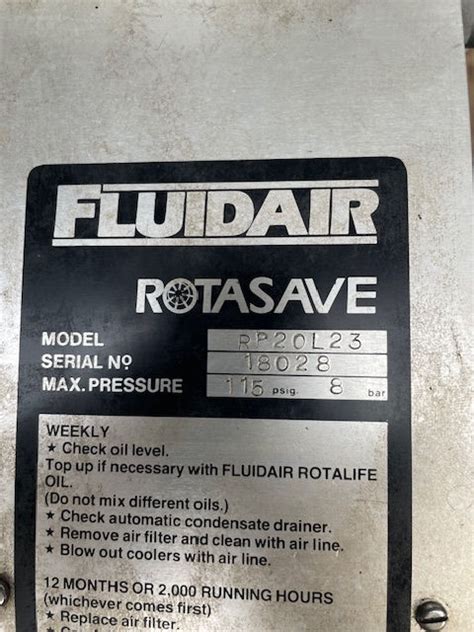 FLUIDAIR
ROTASAVE
MODEL RP20L23
SERIAL Nº 18028
MAX. PRESSURE 115 psig. 8 bar
WEEKLY
★ Check oil level.
Top up if necessary with FLUIDAIR ROTALIFE
OIL.
(Do not mix different oils.)
★ Check automatic condensate drainer.
★ Remove air filter and clean with air line.
★ Blow out coolers with air line.
12 MONTHS OR 2,000 RUNNING HOURS
(whichever comes first)
★ Replace air filter.